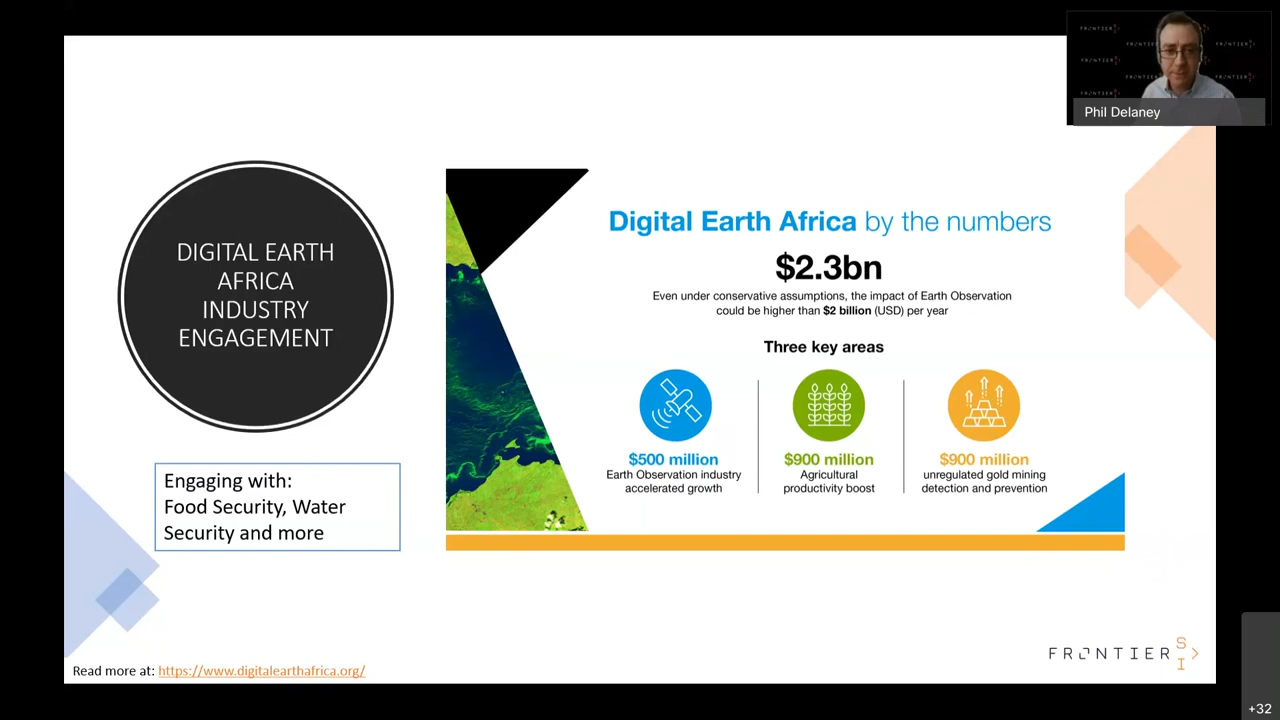 Phil Delaney
DIGITAL EARTH
AFRICA
INDUSTRY
ENGAGEMENT
Engaging with:
Food Security, Water
Security and more
Digital Earth Africa by the numbers
$2.3bn
Even under conservative assumptions, the impact of Earth Observation
could be higher than $2 billion (USD) per year
Three key areas
$500 million
Earth Observation industry
accelerated growth
$900 million
Agricultural
productivity boost
$900 million
unregulated gold mining
detection and prevention
Read more at: https://www.digitalearthafrica.org/
FRONTIER SI
+32